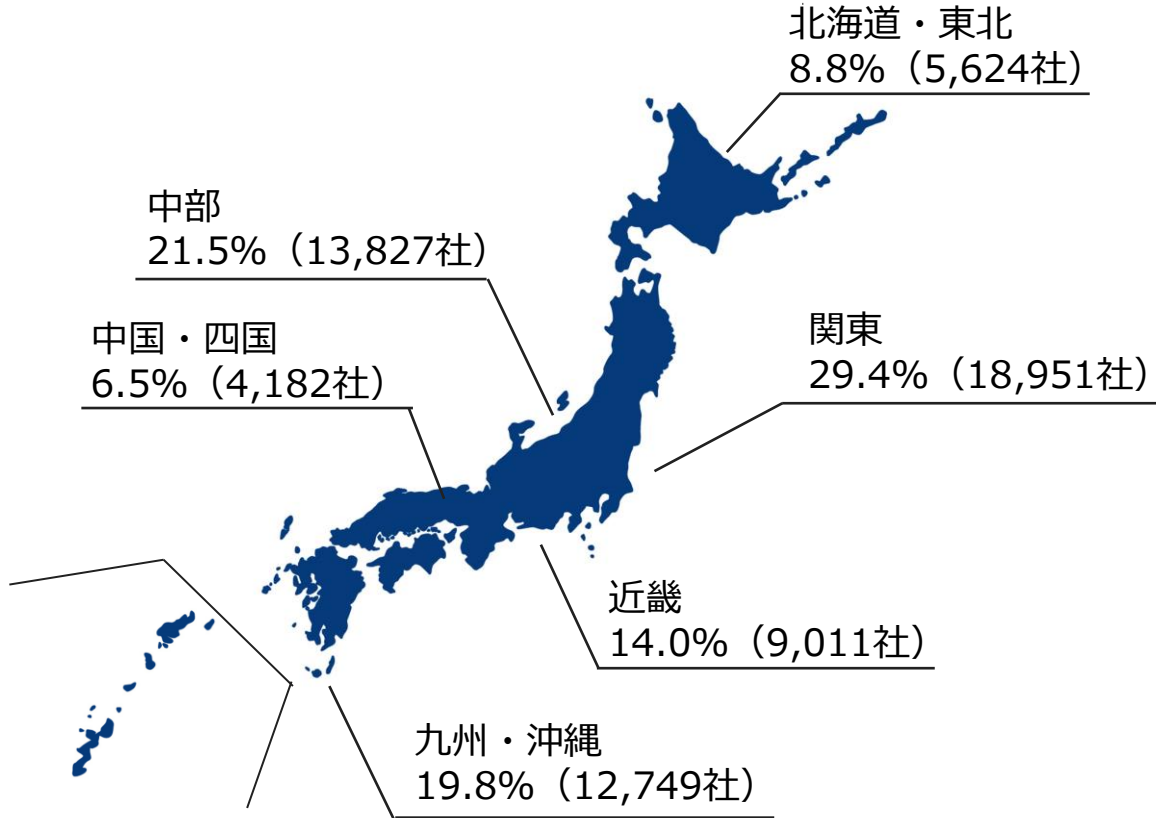 北海道・東北
8.8%（5,624社）
中部
21.5%（13,827社）
中国・四国
6.5%（4,182社）
関東
29.4%（18,951社）
近畿
14.0%（9,011社）
九州・沖縄
19.8%（12,749社）